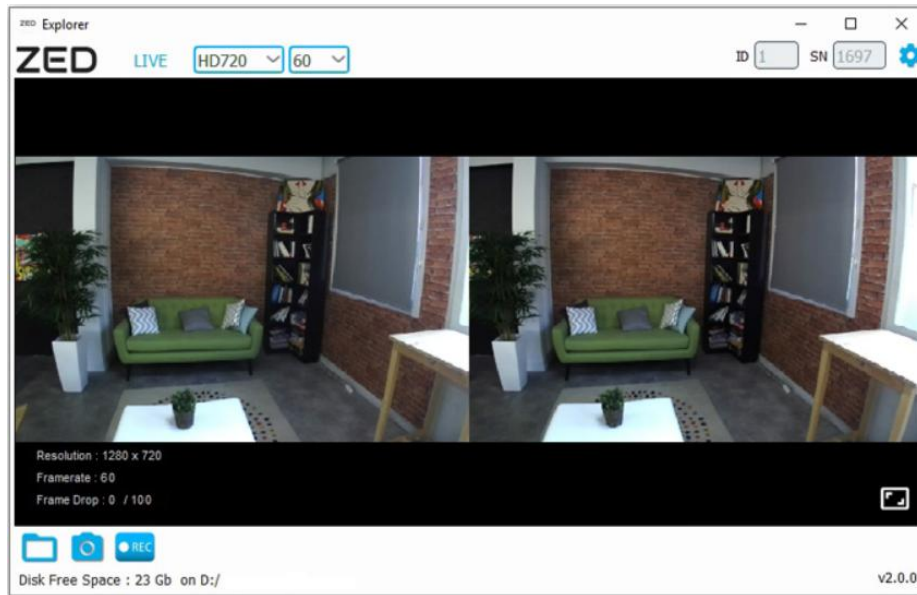 ZED Explorer
ZED LIVE HD720 60 ID 1 SN 1697
Resolution : 1280 x 720
Framerate : 60
Frame Drop : 0 / 100
REC
Disk Free Space : 23 Gb on D:/
v2.0.0